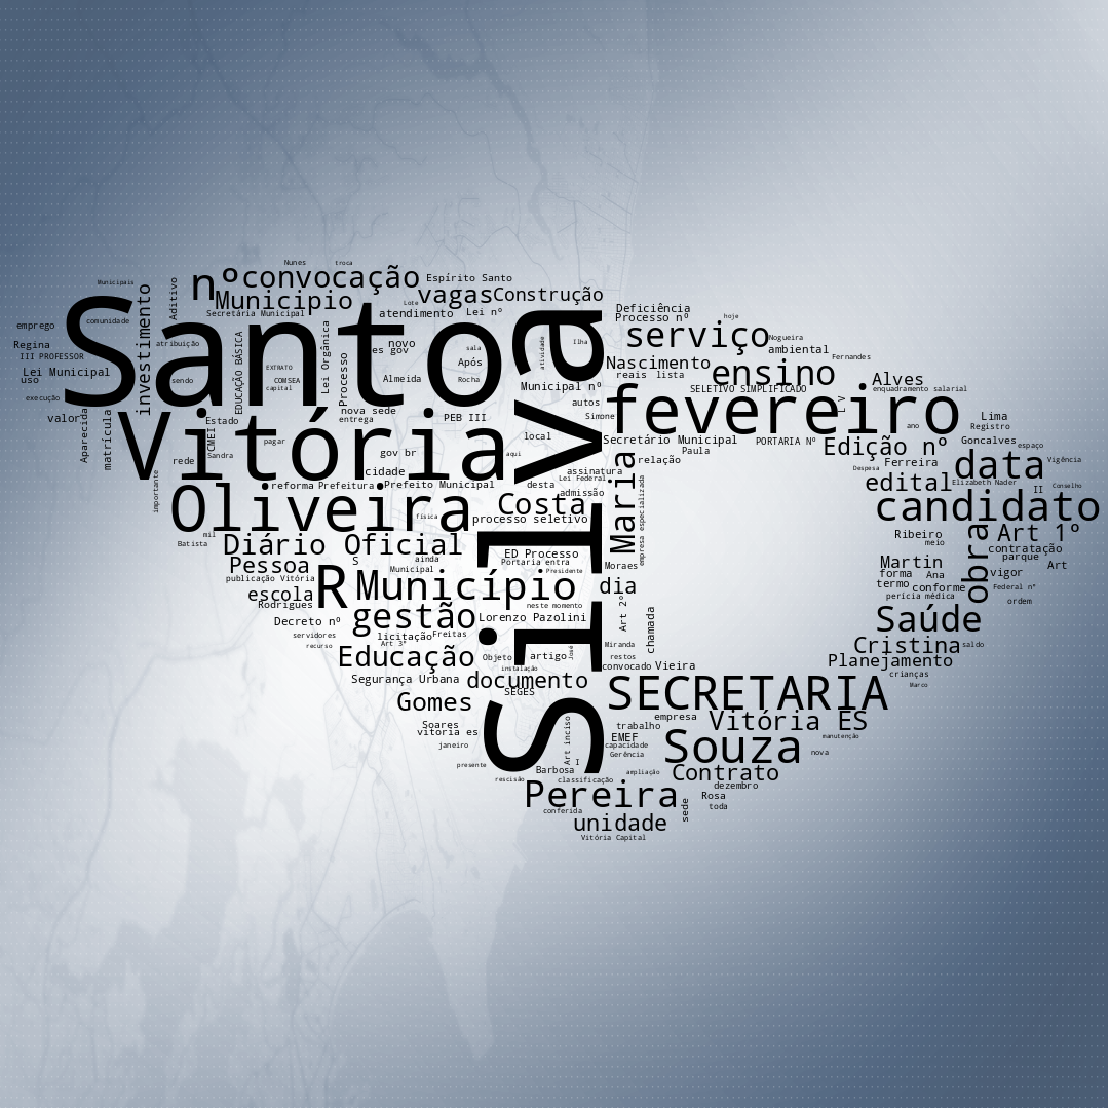 Nunes
troca
Municipais
nº
convocação
Espírito Santo
Aditivo
investimento
Municipio
vagas
Construção
Lote
Secretária Municipal
atendimento
Lei nº
Deficiência
Processo nº
hoje
comunidade
emprego
Santo
Silva
serviço
Nogueira
ambiental
Fernandes
Regina
III PROFESSOR
atribuição
EDUCAÇÃO BÁSICA
Lei Orgânica
Processo
novo
es gov
sala
Após
atividade
Ilha
Nascimento
reais
lista
ensino
Lei Municipal
uso
sendo
EXTRATO
COMSEA
capital
Almeida
Rocha
Municipal nº
SELETIVO SIMPLIFICADO
Alves
enquadramento salarial
execução
valor
Aparecida
matrícula
Estado
nova sede
entrega
PEB III
autos
Simone
fevereiro
L V
ano
Lima
Registro
Vitória
CMEI
pagar
local
Secretário Municipal
Paula
PORTARIA Nº
Edição nº
Goncalves
espaço
rede
Sandra
gov br
cidade
aqui
relação
Maria
Ferreira
data
Vigência
importante
reforma
Prefeitura
Prefeito Municipal
desta
assinatura
Lei Federal
admissão
Despesa
edital
Elizabeth Nader
II
Conselho
Oliveira
física
Costa
processo seletivo
empresa especializada
candidato
mil
Batista
Diário Oficial
Ribeiro
meio
obra
Art 1º
contratação
parque
Art
Pessoa
S
ainda
Municipal
ED Processo
Portaria
entra
Presidente
Moraes
Martin
forma
Ana
vigor
publicação
Vitória
R
Município
dia
termo
conforme
Federal nº
escola
Rodrigues
neste momento
Art 2º
perícia médica
ordem
Decreto nº
gestão
Lorenzo Pazolini
chamada
Saúde
servidores
recurso
licitação
Freitas
Art 3º
José
Miranda
Cristina
saldo
Educação
Objeto
artigo
restos
Planejamento
Segurança Urbana
instalação
documento
convocado
Vieira
crianças
Marco
SEGES
Gomes
SECRETARIA
Soares
vitoria es
Art inciso
I
empresa
trabalho
Vitória ES
janeiro
EMEF
capacidade
Gerência
Souza
manutenção
nova
presente
Barbosa
rescisão
classificação
ampliação
Contrato
dezembro
Pereira
Rosa
toda
conferida
sede
unidade
Vitória Capital